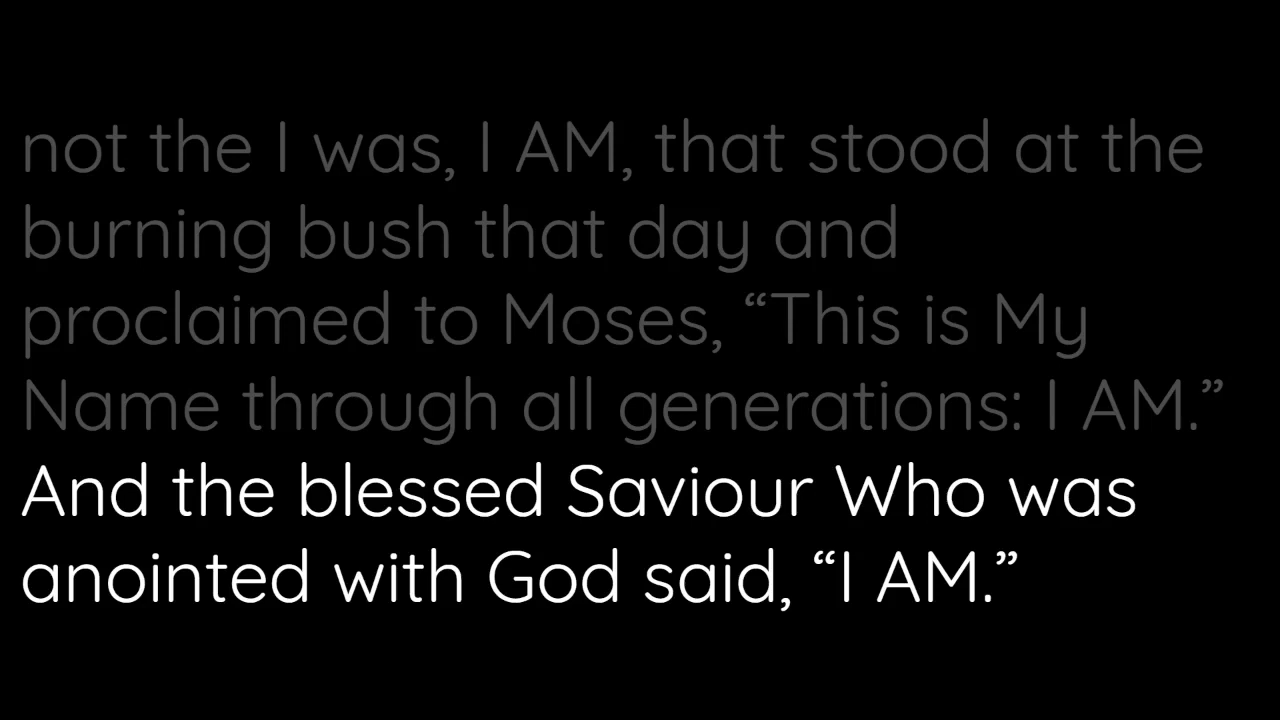 not the I was, I AM, that stood at the
burning bush that day and
proclaimed to Moses, “This is My
Name through all generations: I AM.”
And the blessed Saviour Who was
anointed with God said, “I AM.”